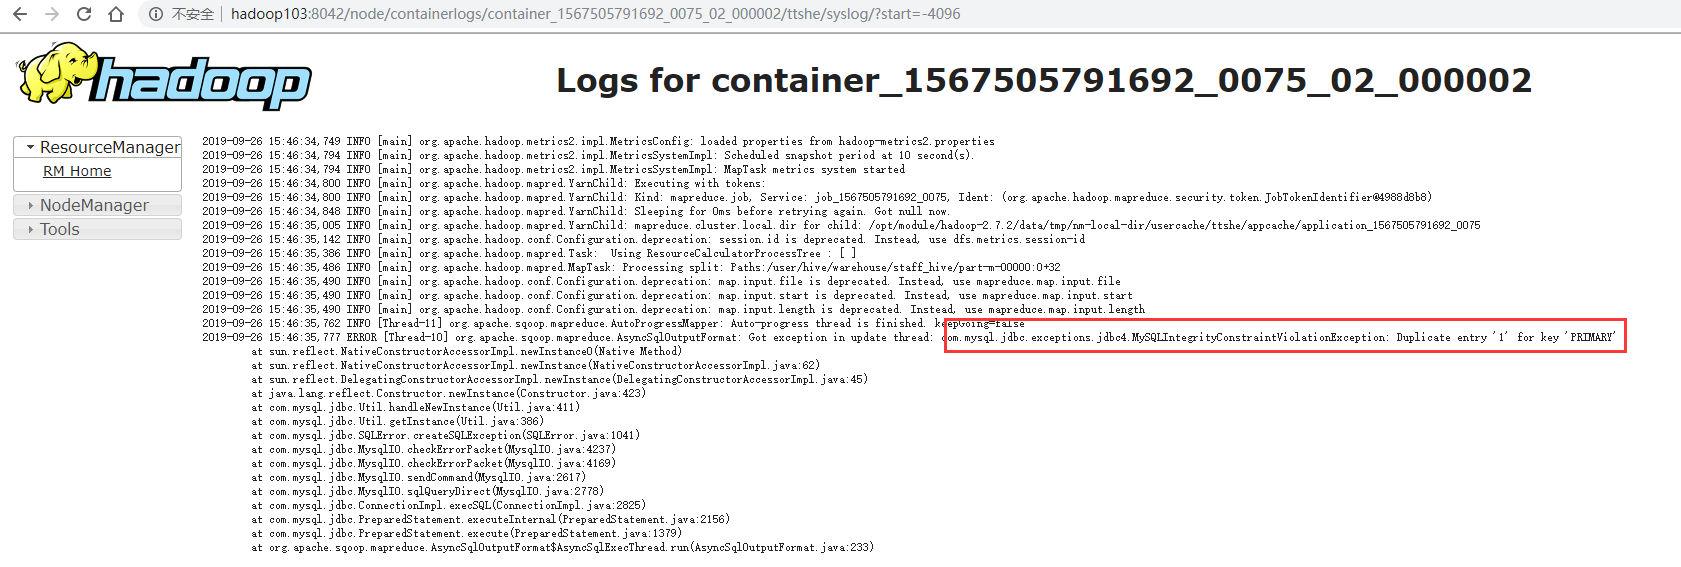 不安全 hadoop103:8042/node/containerlogs/container_1567505791692_0075_02_000002/ttshe/syslog/?start=-4096
hadoop
Logs for container_1567505791692_0075_02_000002
ResourceManager
RM Home
NodeManager
Tools
2019-09-26 15:46:34,749 INFO [main] org.apache.hadoop.metrics2.impl.MetricsConfig: loaded properties from hadoop-metrics2.properties
2019-09-26 15:46:34,794 INFO [main] org.apache.hadoop.metrics2.impl.MetricsSystemImpl: Scheduled snapshot period at 10 second(s).
2019-09-26 15:46:34,794 INFO [main] org.apache.hadoop.metrics2.impl.MetricsSystemImpl: MapTask metrics system started
2019-09-26 15:46:34,800 INFO [main] org.apache.hadoop.mapred.YarnChild: Executing with tokens:
2019-09-26 15:46:34,800 INFO [main] org.apache.hadoop.mapred.YarnChild: Kind: mapreduce.job, Service: job_1567505791692_0075, Ident: (org.apache.hadoop.mapreduce.security.token.JobTokenIdentifier@4988d8b8)
2019-09-26 15:46:34,848 INFO [main] org.apache.hadoop.mapred.YarnChild: Sleeping for 0ms before retrying again. Got null now.
2019-09-26 15:46:35,005 INFO [main] org.apache.hadoop.mapred.YarnChild: mapreduce.cluster.local.dir for child: /opt/module/hadoop-2.7.2/data/tmp/nm-local-dir/usercache/ttshe/appcache/application_1567505791692_0075
2019-09-26 15:46:35,142 INFO [main] org.apache.hadoop.conf.Configuration.deprecation: session.id is deprecated. Instead, use dfs.metrics.session-id
2019-09-26 15:46:35,386 INFO [main] org.apache.hadoop.mapred.Task:  Using ResourceCalculatorProcessTree : [ ]
2019-09-26 15:46:35,486 INFO [main] org.apache.hadoop.mapred.MapTask: Processing split: Paths:/user/hive/warehouse/staff_hive/part-m-00000:0+32
2019-09-26 15:46:35,490 INFO [main] org.apache.hadoop.conf.Configuration.deprecation: map.input.file is deprecated. Instead, use mapreduce.map.input.file
2019-09-26 15:46:35,490 INFO [main] org.apache.hadoop.conf.Configuration.deprecation: map.input.start is deprecated. Instead, use mapreduce.map.input.start
2019-09-26 15:46:35,490 INFO [main] org.apache.hadoop.conf.Configuration.deprecation: map.input.length is deprecated. Instead, use mapreduce.map.input.length
2019-09-26 15:46:35,762 INFO [Thread-11] org.apache.sqoop.mapreduce.AutoProgressMapper: Auto-progress thread is finished. keepGoing=false
2019-09-26 15:46:35,777 ERROR [Thread-10] org.apache.sqoop.mapreduce.AsyncSqlOutputFormat: Got exception in update thread: com.mysql.jdbc.exceptions.jdbc4.MySQLIntegrityConstraintViolationException: Duplicate entry '1' for key 'PRIMARY'
at sun.reflect.NativeConstructorAccessorImpl.newInstance0(Native Method)
at sun.reflect.NativeConstructorAccessorImpl.newInstance(NativeConstructorAccessorImpl.java:62)
at sun.reflect.DelegatingConstructorAccessorImpl.newInstance(DelegatingConstructorAccessorImpl.java:45)
at java.lang.reflect.Constructor.newInstance(Constructor.java:423)
at com.mysql.jdbc.Util.handleNewInstance(Util.java:411)
at com.mysql.jdbc.Util.getInstance(Util.java:386)
at com.mysql.jdbc.SQLError.createSQLException(SQLError.java:1041)
at com.mysql.jdbc.MysqlIO.checkErrorPacket(MysqlIO.java:4237)
at com.mysql.jdbc.MysqlIO.checkErrorPacket(MysqlIO.java:4169)
at com.mysql.jdbc.MysqlIO.sendCommand(MysqlIO.java:2617)
at com.mysql.jdbc.MysqlIO.sqlQueryDirect(MysqlIO.java:2778)
at com.mysql.jdbc.ConnectionImpl.execSQL(ConnectionImpl.java:2825)
at com.mysql.jdbc.PreparedStatement.executeInternal(PreparedStatement.java:2156)
at com.mysql.jdbc.PreparedStatement.execute(PreparedStatement.java:1379)
at org.apache.sqoop.mapreduce.AsyncSqlOutputFormat$AsyncSqlExecThread.run(AsyncSqlOutputFormat.java:233)